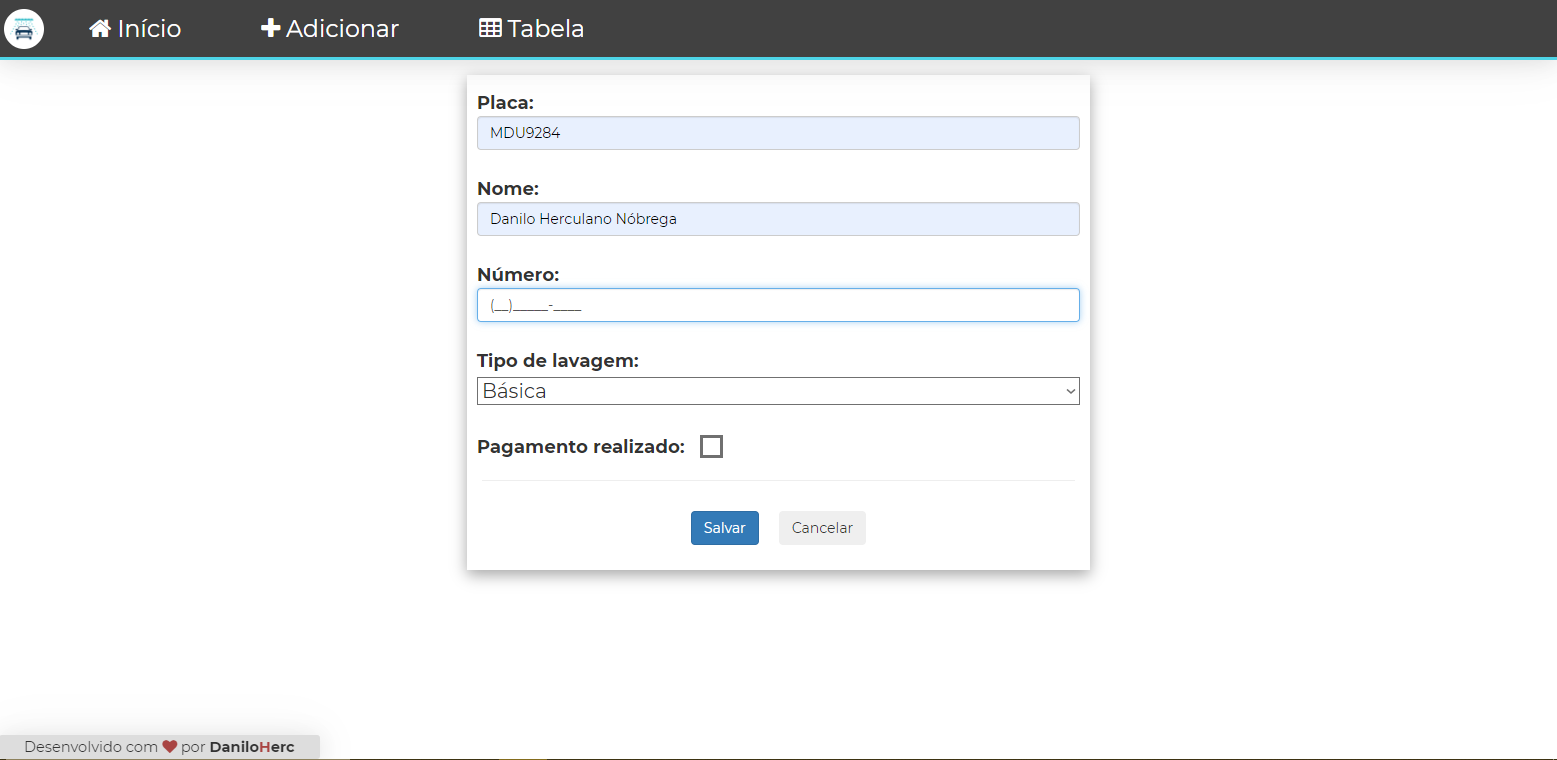 Início Adicionar Tabela
Placa:
MDU9284
Nome:
Danilo Herculano Nóbrega
Número:
(__)_____-____
Tipo de lavagem:
Básica
Pagamento realizado:
Salvar Cancelar
Desenvolvido com por DaniloHerc